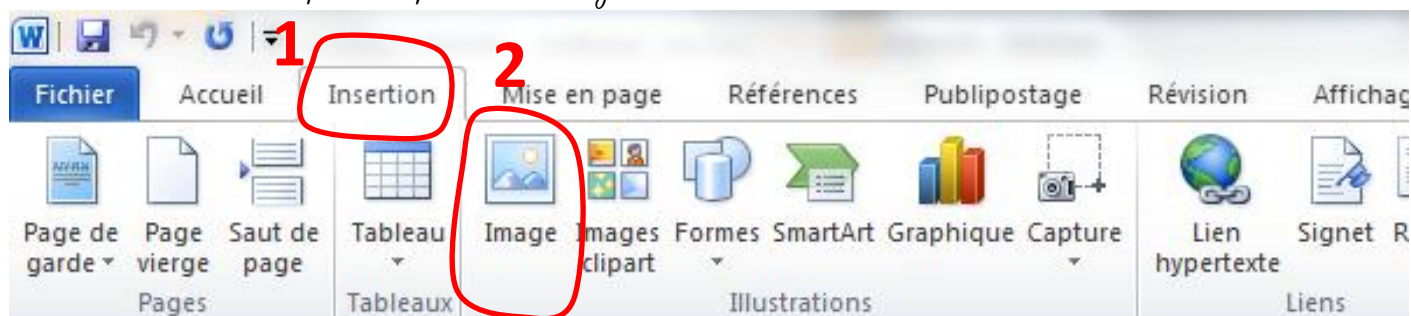 W
1
2
Fichier Accueil Insertion Mise en page Références Publipostage Révision Affichag
Page de Page Saut de Tableau Image Images Formes SmartArt Graphique Capture Lien Signet R
garde vierge page clipart hypertexte
Pages Tableaux Illustrations Liens